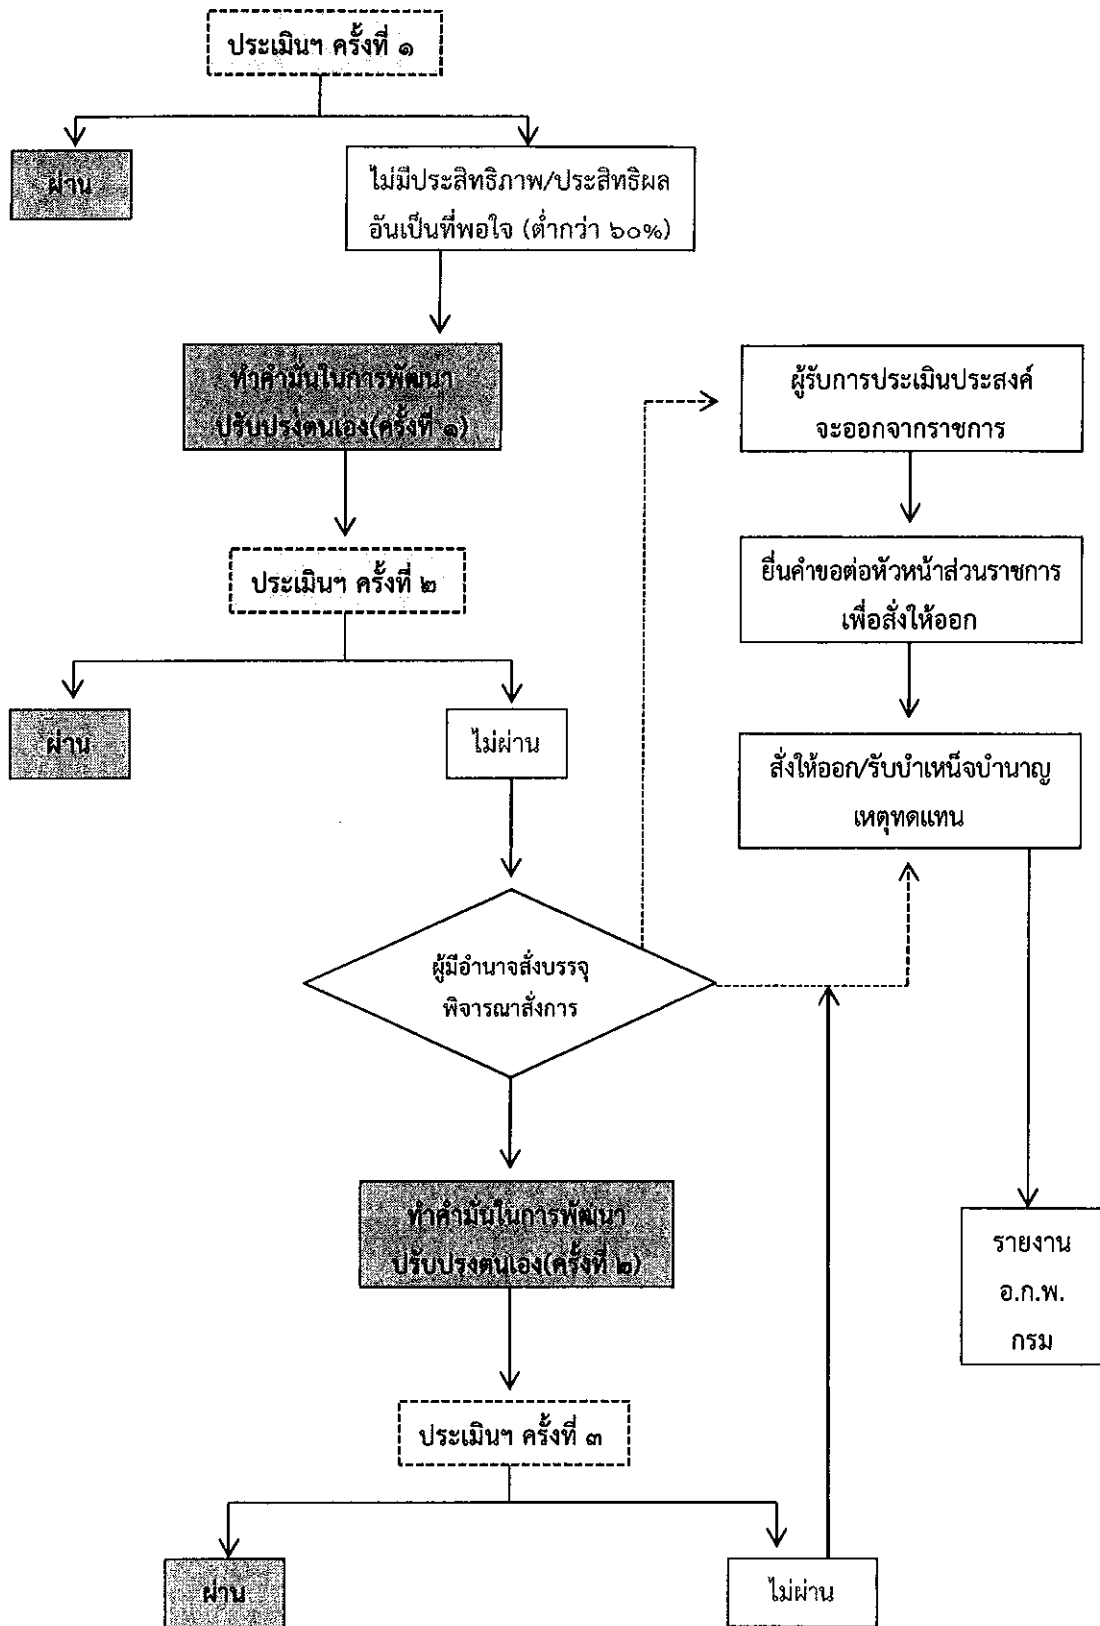 ประเมินฯ ครั้งที่ ๑
ผ่าน
ไม่มีประสิทธิภาพ/ประสิทธิผล
อันเป็นที่พอใจ (ต่ำกว่า ๖๐%)
ทำคำมั่นในการพัฒนา
ปรับปรุงตนเอง(ครั้งที่ ๑)
ผู้รับการประเมินประสงค์
จะออกจากราชการ
ประเมินฯ ครั้งที่ ๒
ยื่นคำขอต่อหัวหน้าส่วนราชการ
เพื่อสั่งให้ออก
ผ่าน
ไม่ผ่าน
สั่งให้ออก/รับบำเหน็จบำนาญ
เหตุทดแทน
ผู้มีอำนาจสั่งบรรจุ
พิจารณาสั่งการ
ทำคำมั่นในการพัฒนา
ปรับปรุงตนเอง(ครั้งที่ ๒)
รายงาน
อ.ก.พ.
กรม
ประเมินฯ ครั้งที่ ๓
ผ่าน
ไม่ผ่าน